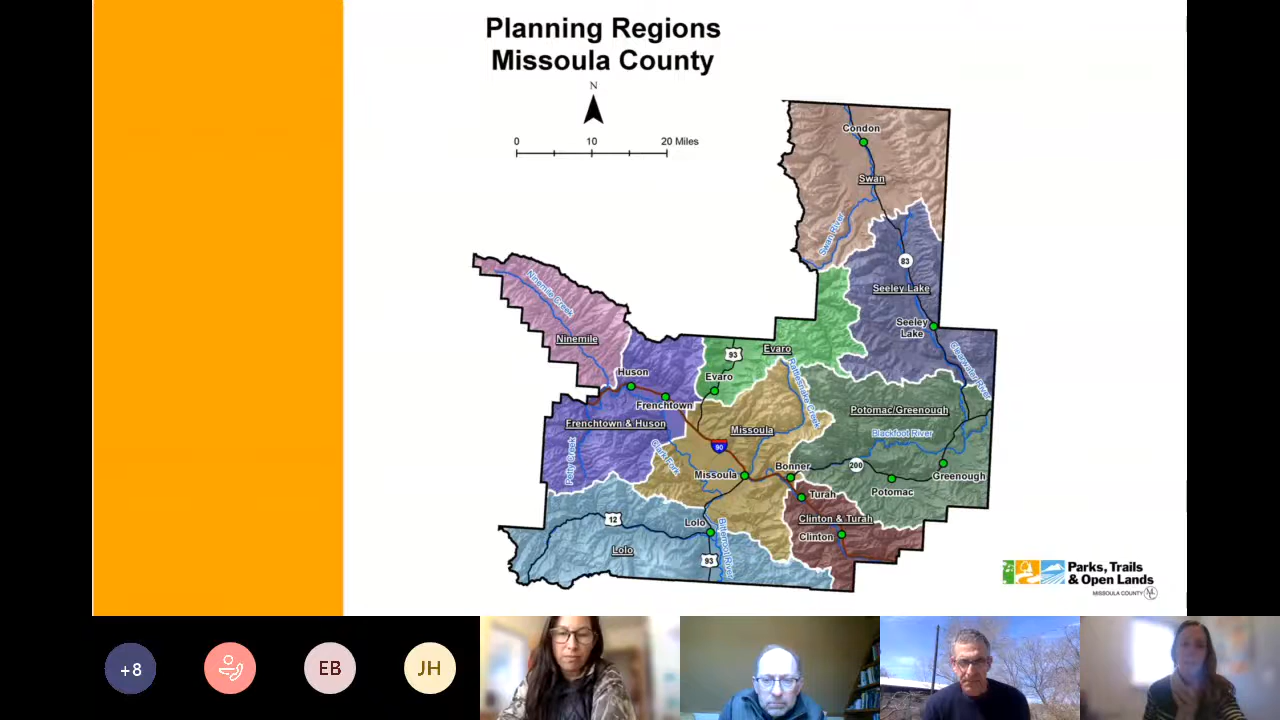 Planning Regions
Missoula County
N
0 10 20 Miles
Condon
Swan
Swan River
83
Seeley Lake
Seeley
Lake
Clearwater River
Ninemile Creek
Ninemile
Huson
Frenchtown
Frenchtown & Huson
Petty Creek
93
Evaro
Evaro
Rattlesnake Creek
Missoula
90
Clark Fork
Missoula
Bonner
Potomac/Greenough
Blackfoot River
200
Greenough
Potomac
Turah
Clinton & Turah
Clinton
12
Lolo
Lolo
93
Bitterroot River
Parks, Trails
& Open Lands
MISSOULA COUNTY
MC
+8
EB
JH